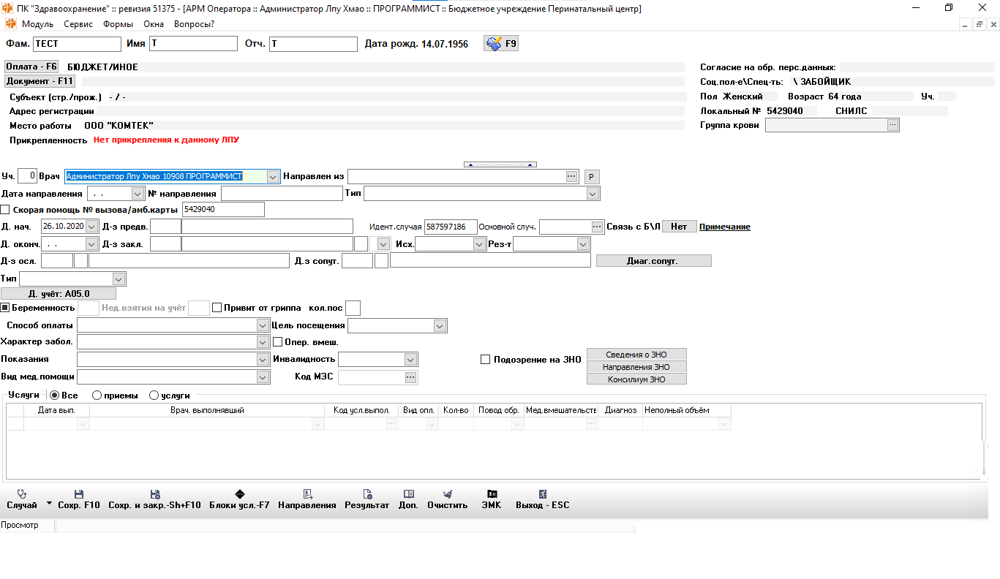 ПК "Здравоохранение" :: ревизия 51375 - [АРМ Оператора :: Администратор Лпу Хмао :: ПРОГРАММИСТ :: Бюджетное учреждение Перинатальный центр]
Модуль Сервис Формы Окна Вопросы?
Фам. ТЕСТ Имя Т Отч. Т Дата рожд. 14.07.1956 F9
Оплата - F6 БЮДЖЕТ/ИНОЕ Согласие на обр. перс.данных:
Документ - F11 Соц.пол-е\Спец-ть: \ ЗАБОЙЩИК
Субъект (стр./прож.) - / - Пол Женский Возраст 64 года Уч.
Адрес регистрации Локальный № 5429040 СНИЛС
Место работы ООО "КОМТЕК" Группа крови ...
Прикрепленность Нет прикрепления к данному ЛПУ
Уч. 0 Врач Администратор Лпу Хмао 10908 ПРОГРАММИСТ Направлен из ... Р
Дата направления . . № направления Тип
Скорая помощь № вызова/амб.карты 5429040
Д. нач. 26.10.2020 Д-з предв. Идент.случая 587597186 Основной случ. ... Связь с Б\Л Нет Примечание
Д. оконч. . . Д-з закл. Исх. Рез-т
Д-з осл. Д.з сопут. Диаг.сопут.
Тип
Д. учёт: A05.0
Беременность Нед.взятия на учёт Привит от гриппа кол.пос
Способ оплаты Цель посещения
Характер забол. Опер. вмеш.
Показания Инвалидность Подозрение на ЗНО Сведения о ЗНО
Направления ЗНО
Вид мед.помощи Код МЭС ... Консилиум ЗНО
Услуги Все приемы услуги
Дата вып. Врач. выполнявший Код усл.выпол. Вид опл. Кол-во Повод обр. Мед.вмешательств Диагноз Неполный объём
... ...
Случай Сохр. F10 Сохр. и закр.-Sh+F10 Блоки усл.-F7 Направления Результат Доп. Очистить ЭМК Выход - ESC
Просмотр